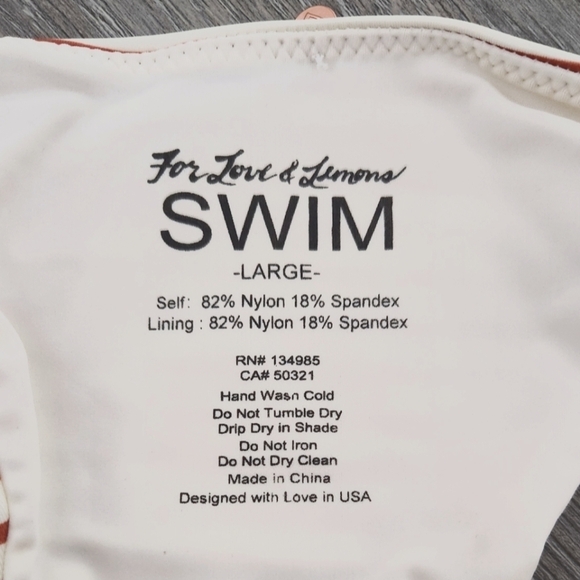 For Love & Lemons
SWIM
-LARGE-
Self: 82% Nylon 18% Spandex
Lining : 82% Nylon 18% Spandex
RN# 134985
CA# 50321
Hand Wash Cold
Do Not Tumble Dry
Drip Dry in Shade
Do Not Iron
Do Not Dry Clean
Made in China
Designed with Love in USA